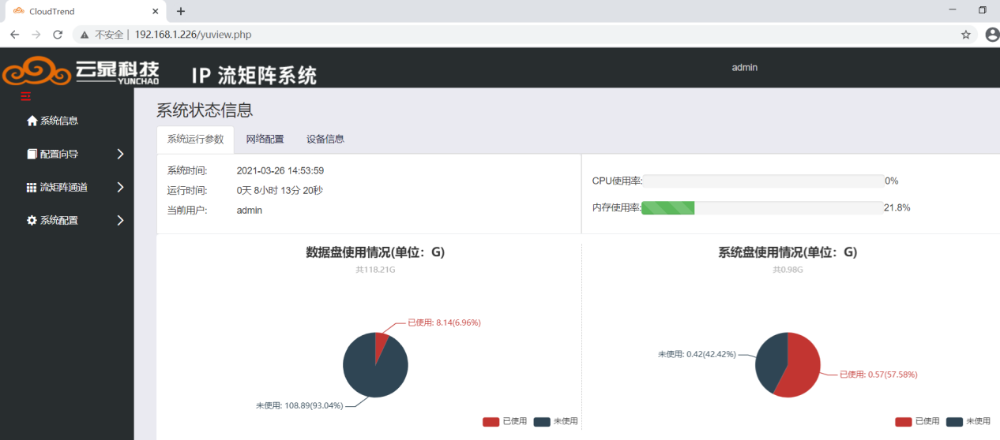 CloudTrend
不安全 | 192.168.1.226/yuview.php
云晁科技
YUNCHAO
IP 流矩阵系统
admin
系统信息
配置向导
流矩阵通道
系统配置
系统状态信息
系统运行参数 网络配置 设备信息
系统时间: 2021-03-26 14:53:59
运行时间: 0天 8小时 13分 20秒
当前用户: admin
CPU使用率: 0%
内存使用率: 21.8%
数据盘使用情况(单位：G)
共118.21G
已使用: 8.14(6.96%)
未使用: 108.89(93.04%)
已使用 未使用
系统盘使用情况(单位：G)
共0.98G
未使用: 0.42(42.42%)
已使用: 0.57(57.58%)
已使用 未使用